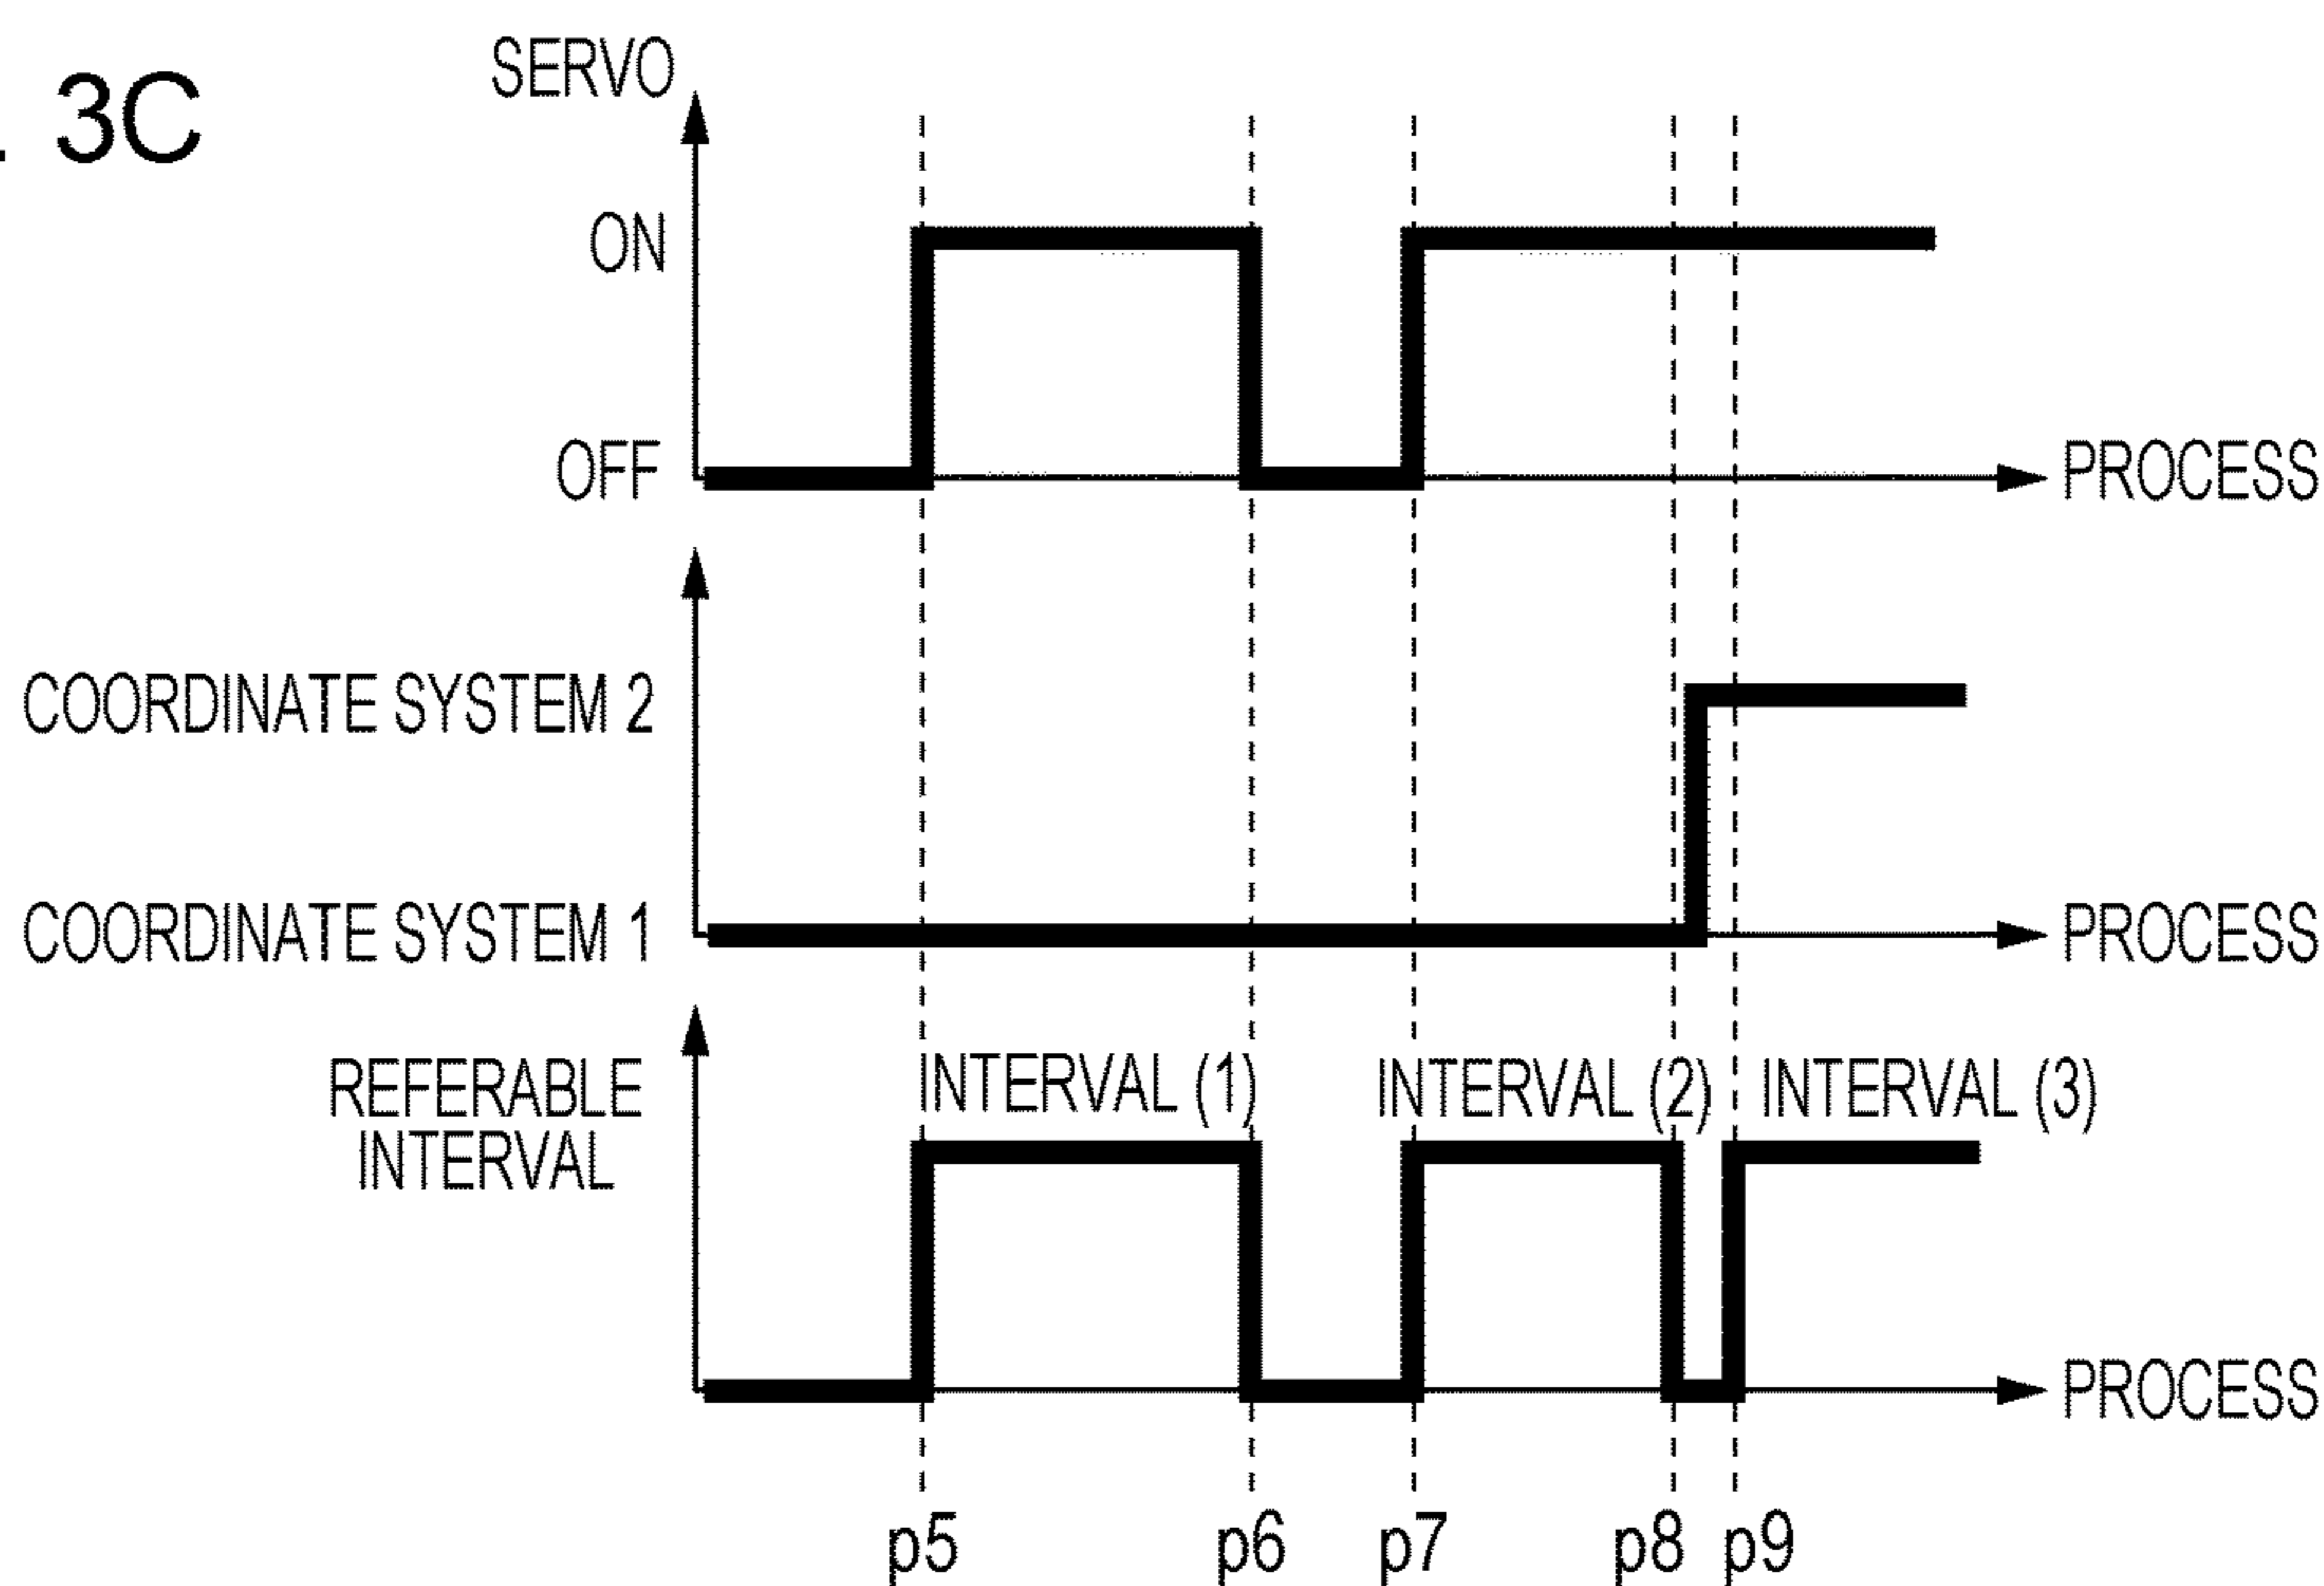 . 3C
SERVO
ON
OFF
PROCESS
COORDINATE SYSTEM 2
COORDINATE SYSTEM 1
PROCESS
REFERABLE
INTERVAL
INTERVAL (1)
INTERVAL (2)
INTERVAL (3)
PROCESS
p5 p6 p7 p8 p9